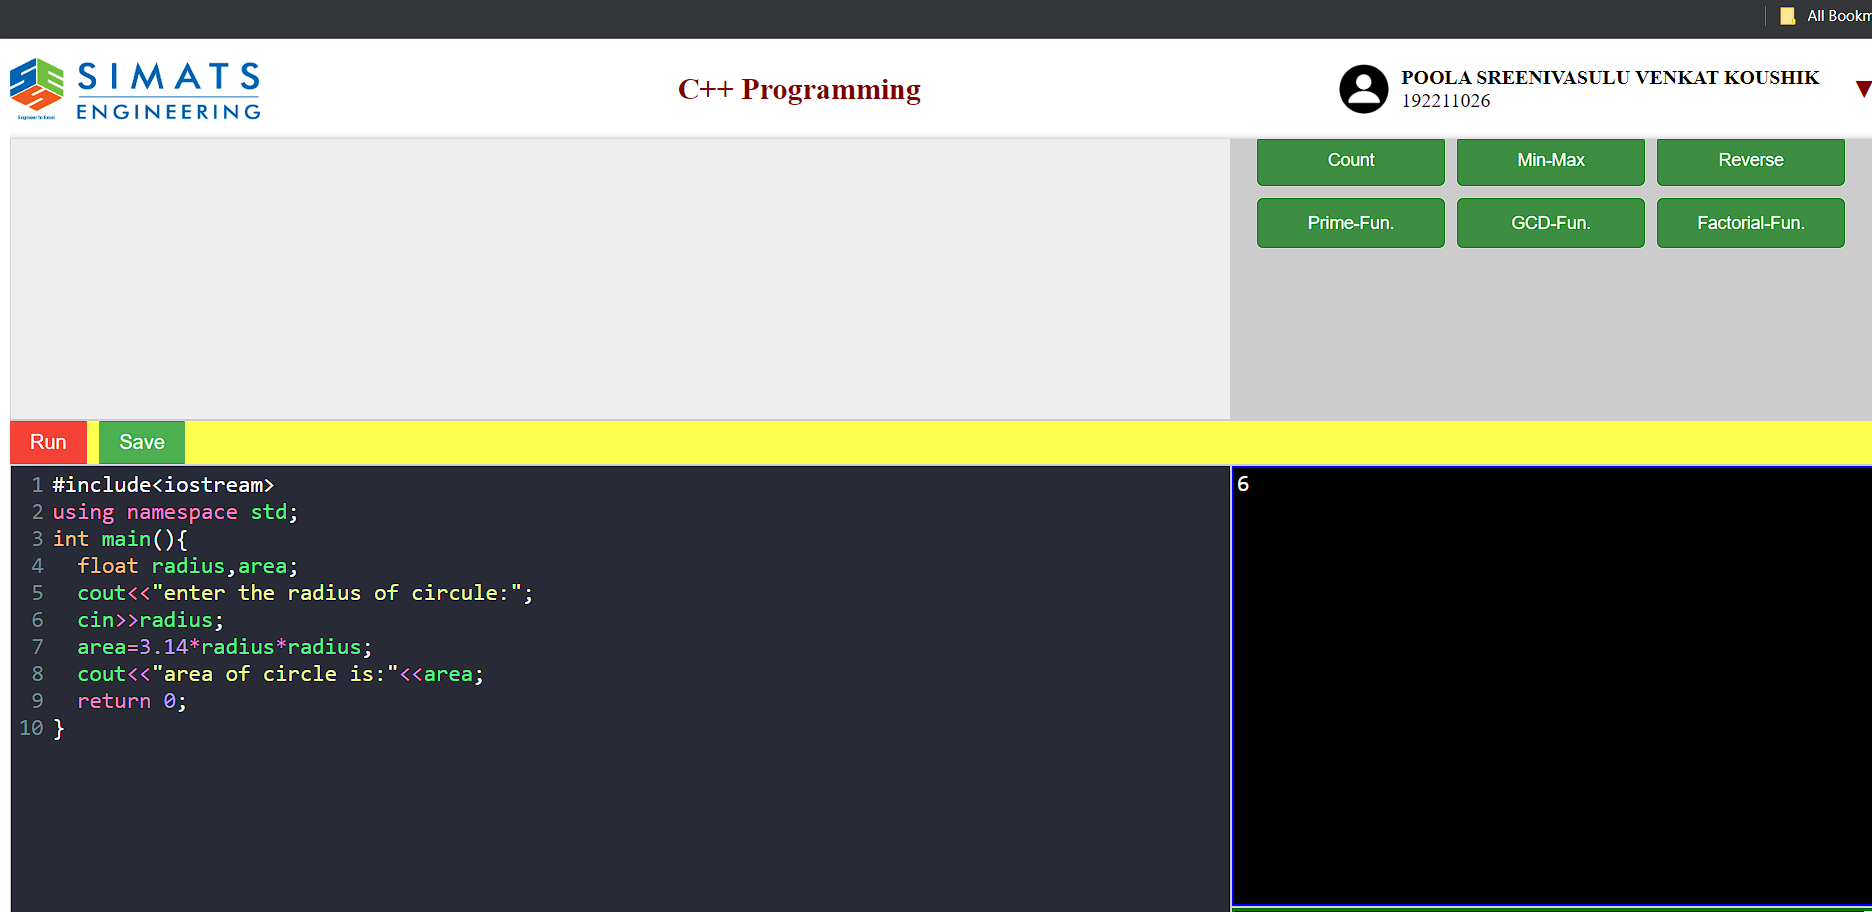 All Bookm
SIMATS
ENGINEERING
Engineer to Excel
C++ Programming
POOLA SREENIVASULU VENKAT KOUSHIK
192211026
Count Min-Max Reverse
Prime-Fun. GCD-Fun. Factorial-Fun.
Run Save
1 #include<iostream>
2 using namespace std;
3 int main(){
4   float radius,area;
5   cout<<"enter the radius of circule:";
6   cin>>radius;
7   area=3.14*radius*radius;
8   cout<<"area of circle is:"<<area;
9   return 0;
10 }
6